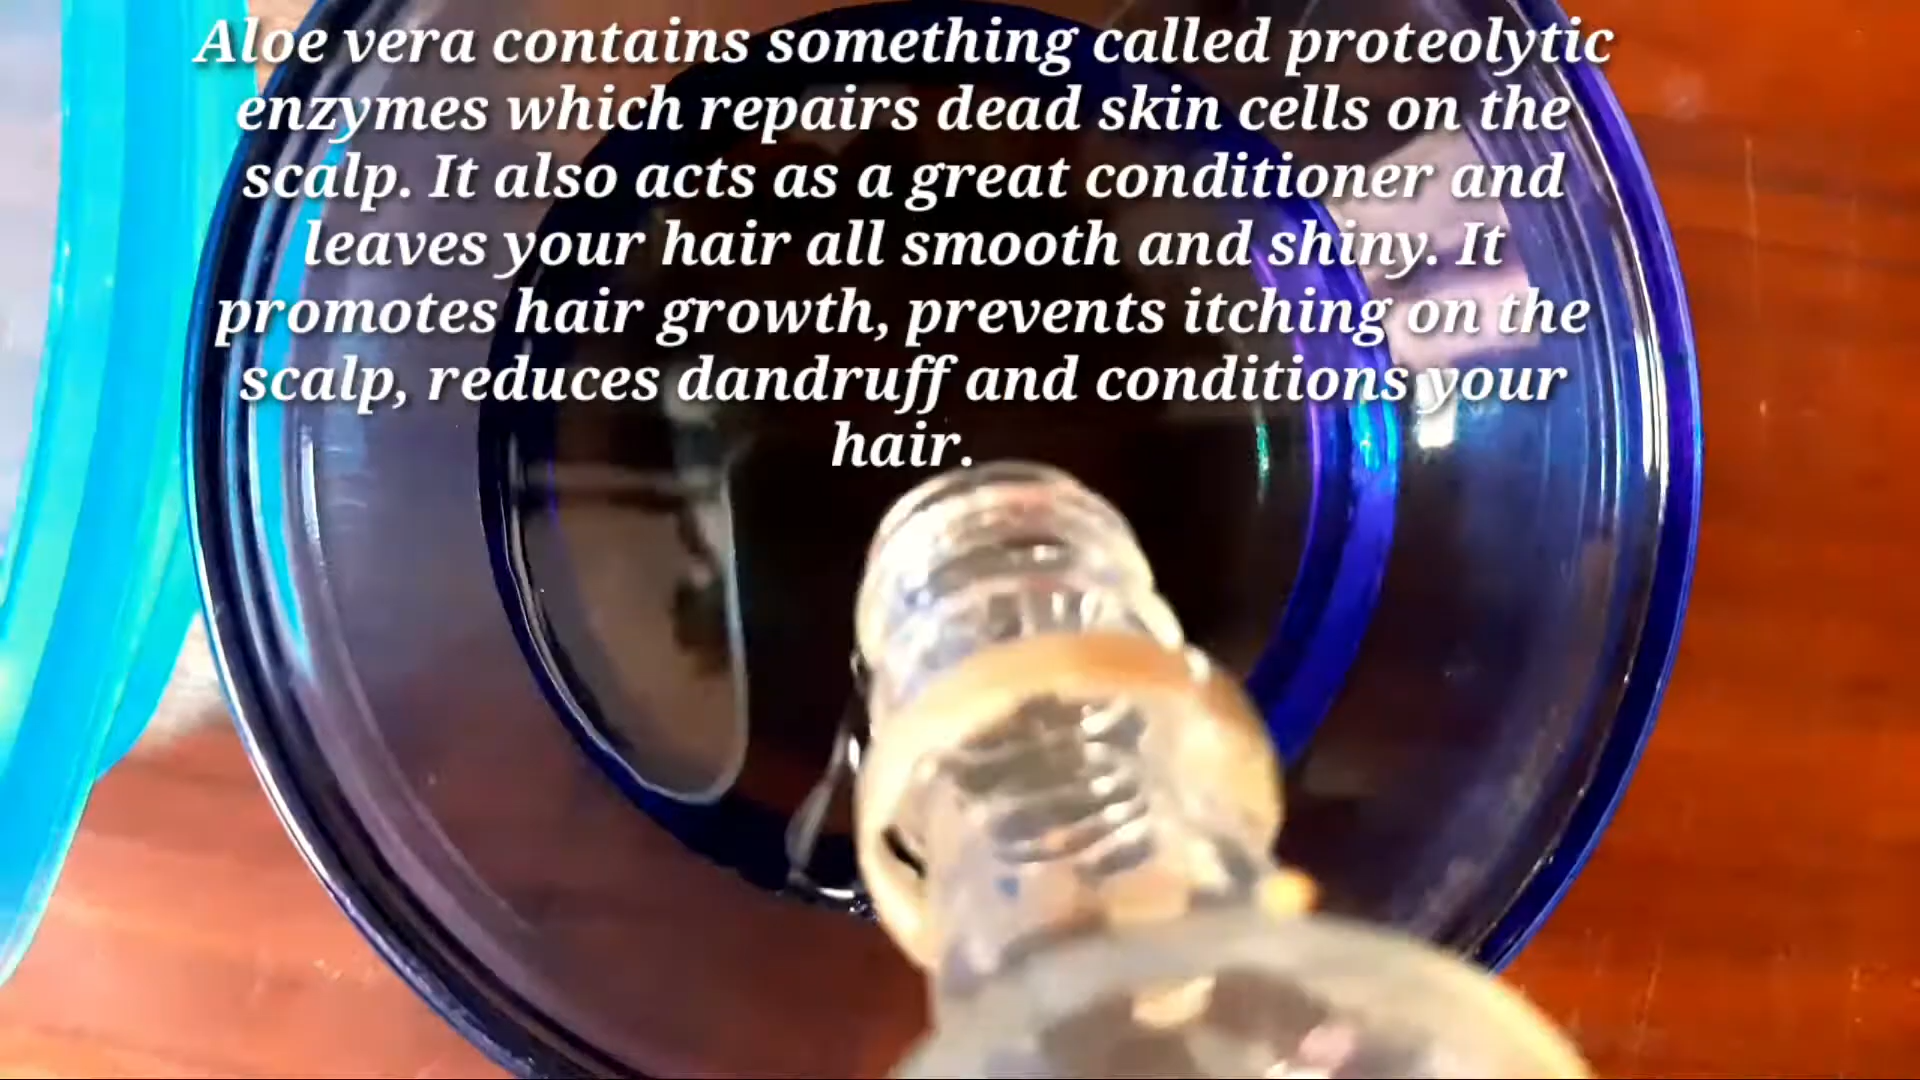 Aloe vera contains something called proteolytic
enzymes which repairs dead skin cells on the
scalp. It also acts as a great conditioner and
leaves your hair all smooth and shiny. It
promotes hair growth, prevents itching on the
scalp, reduces dandruff and conditions your
hair.